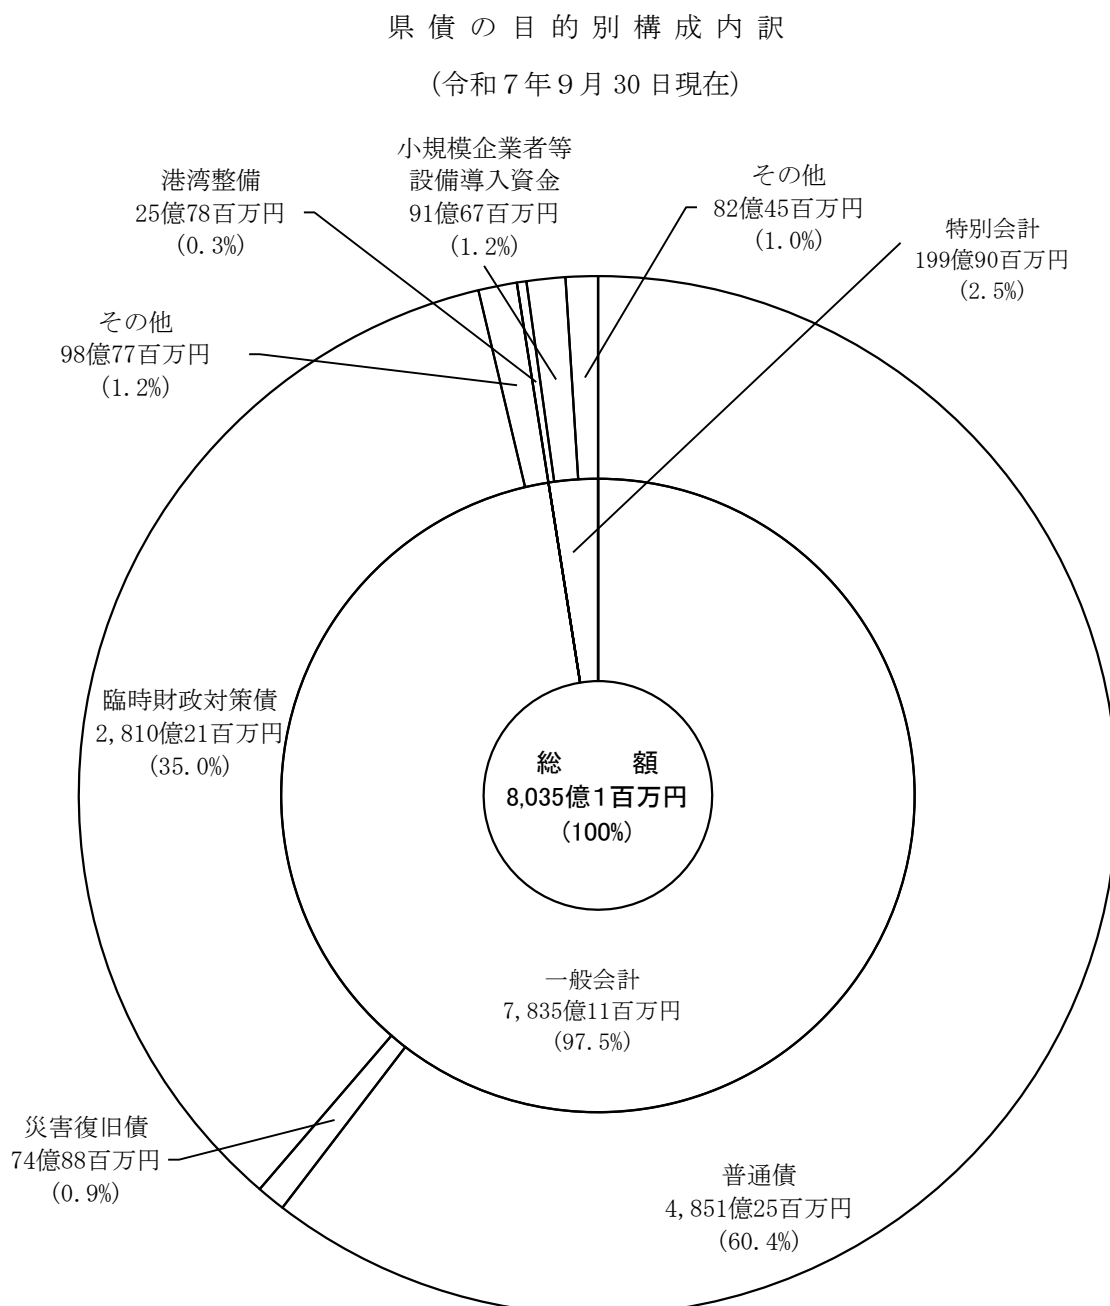 県債の目的別構成内訳
(令和７年９月30日現在)
小規模企業者等
設備導入資金
91億67百万円
(1.2%)
港湾整備
25億78百万円
(0.3%)
その他
82億45百万円
(1.0%)
特別会計
199億90百万円
(2.5%)
その他
98億77百万円
(1.2%)
臨時財政対策債
2,810億21百万円
(35.0%)
総額
8,035億１百万円
(100%)
一般会計
7,835億11百万円
(97.5%)
災害復旧債
74億88百万円
(0.9%)
普通債
4,851億25百万円
(60.4%)